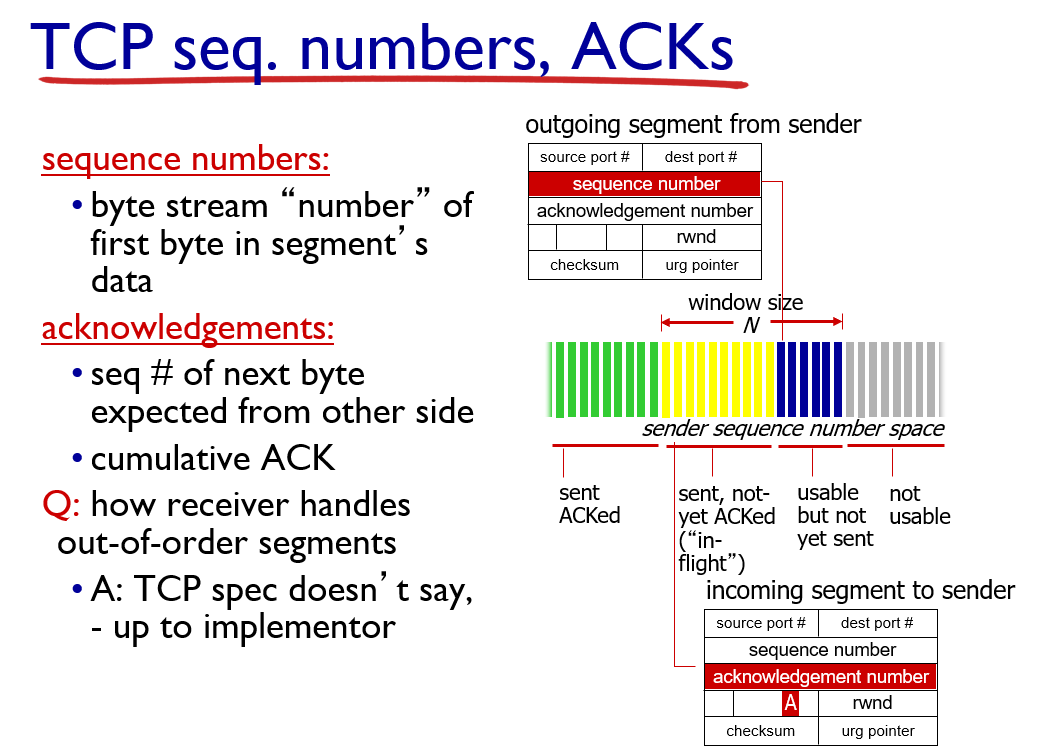 TCP seq. numbers, ACKs
sequence numbers:
• byte stream “number” of
first byte in segment’s
data
acknowledgements:
• seq # of next byte
expected from other side
• cumulative ACK
Q: how receiver handles
out-of-order segments
• A: TCP spec doesn’t say,
- up to implementor
outgoing segment from sender
source port # dest port #
sequence number
acknowledgement number
rwnd
checksum urg pointer
window size
N
sender sequence number space
sent
ACKed
sent, not-
yet ACKed
(“in-
flight”)
usable
but not
yet sent
not
usable
incoming segment to sender
source port # dest port #
sequence number
acknowledgement number
A rwnd
checksum urg pointer